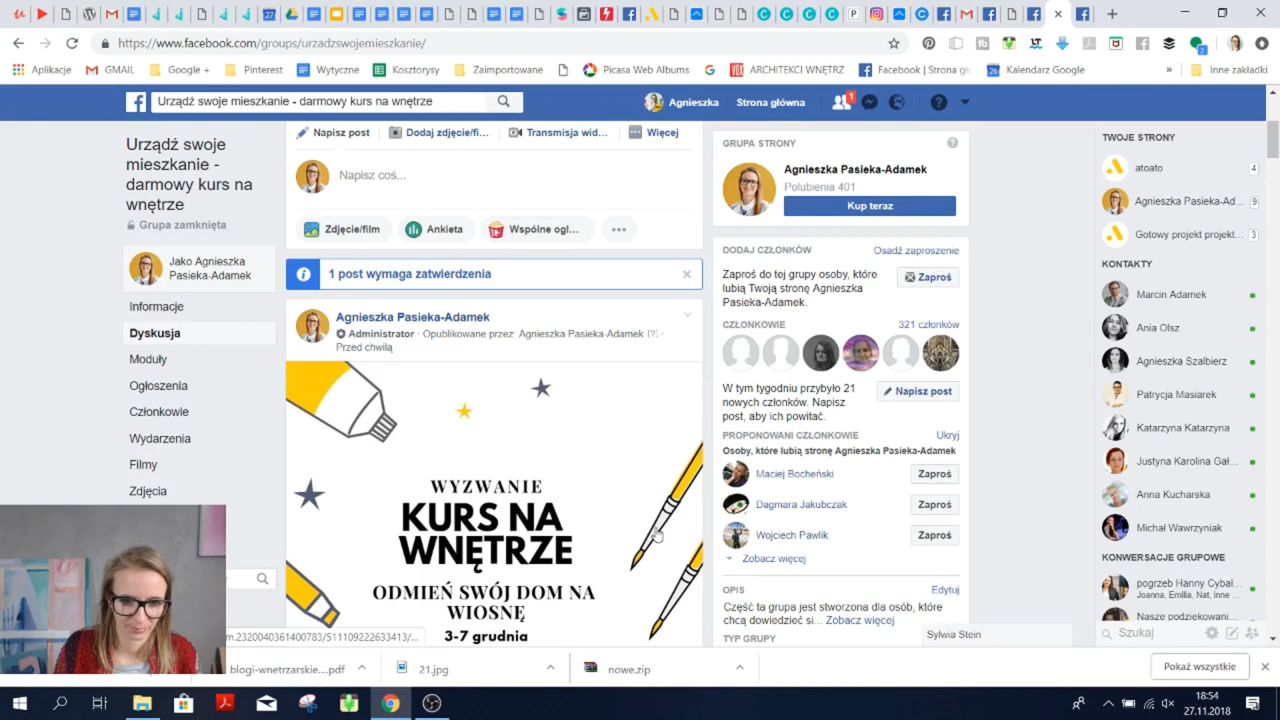 https://www.facebook.com/groups/urzadzswojemieszkanie/
Aplikacje
GMAIL
Google +
Pinterest
Wytyczne
Kosztorysy
Zaimportowane
Picasa Web Albums
ARCHITEKCI WNĘTRZ
Facebook | Strona gł
Kalendarz Google
»
Inne zakładki
Urządź swoje mieszkanie - darmowy kurs na wnętrze
Agnieszka
Strona główna
1
Urządź swoje
mieszkanie -
darmowy kurs na
wnętrze
Grupa zamknięta
Jako Agnieszka
Pasieka-Adamek
Informacje
Dyskusja
Moduły
Ogłoszenia
Członkowie
Wydarzenia
Filmy
Zdjęcia
Napisz post
Dodaj zdjęcie/fi...
Transmisja wid...
Więcej
Napisz coś...
Zdjęcie/film
Ankieta
Wspólne ogl...
1 post wymaga zatwierdzenia
Agnieszka Pasieka-Adamek
Administrator · Opublikowane przez: Agnieszka Pasieka-Adamek [?] ·
Przed chwilą
WYZWANIE
KURS NA
WNĘTRZE
ODMIEŃ SWÓJ DOM NA
WIOSNĘ
3-7 grudnia
GRUPA STRONY
Agnieszka Pasieka-Adamek
Polubienia 401
Kup teraz
DODAJ CZŁONKÓW
Osadź zaproszenie
Zaproś do tej grupy osoby, które
lubią Twoją stronę Agnieszka
Pasieka-Adamek.
Zaproś
CZŁONKOWIE
321 członków
W tym tygodniu przybyło 21
nowych członków. Napisz
post, aby ich powitać.
Napisz post
PROPONOWANI CZŁONKOWIE
Ukryj
Osoby, które lubią stronę Agnieszka Pasieka-Adamek
Maciej Bocheński
Zaproś
Dagmara Jakubczak
Zaproś
Wojciech Pawlik
Zaproś
Zobacz więcej
OPIS
Edytuj
Część ta grupa jest stworzona dla osób, które
chcą dowiedzieć si... Zobacz więcej
TYP GRUPY
Sylwia Stein
TWOJE STRONY
atoato
4
Agnieszka Pasieka-Ad...
9
Gotowy projekt projekt...
3
KONTAKTY
Marcin Adamek
Ania Olsz
Agnieszka Szalbierz
Patrycja Masiarek
Katarzyna Katarzyna
Justyna Karolina Gał...
Anna Kucharska
Michał Wawrzyniak
KONWERSACJE GRUPOWE
pogrzeb Hanny Cybal...
Joanna, Emilia, Nat, inne ...
Nasze podziębieni...
Szukaj
m.2320040361400783/511109222633413/...
blogi-wnetrzarskie....pdf
21.jpg
nowe.zip
Pokaż wszystkie
18:54
27.11.2018